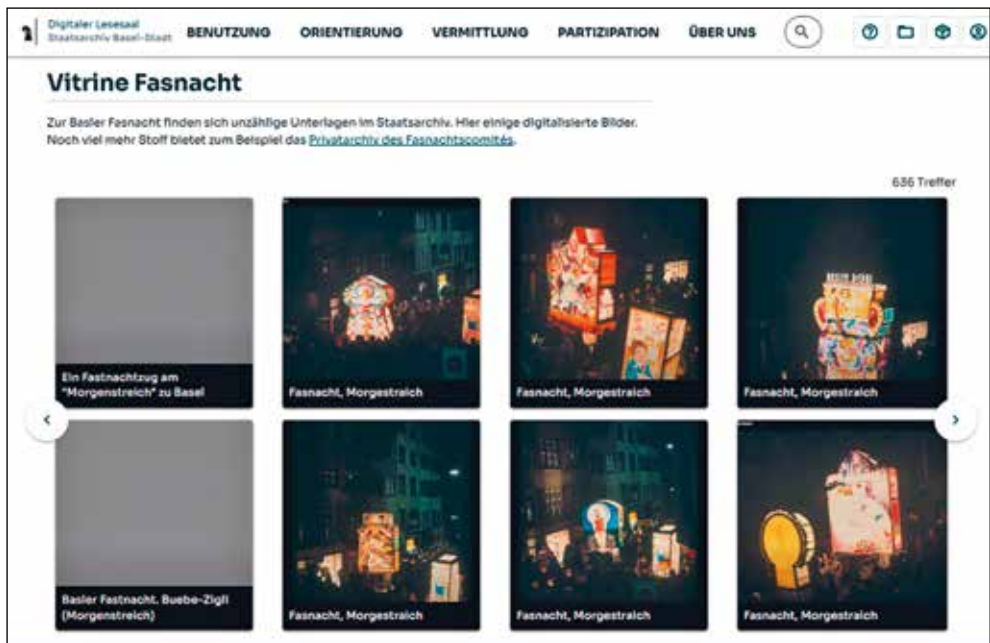 Digitaler Lesesaal
Staatsarchiv Basel-Stadt
BENUTZUNG
ORIENTIERUNG
VERMITTLUNG
PARTIZIPATION
ÜBER UNS
Vitrine Fasnacht
Zur Basler Fasnacht finden sich unzählige Unterlagen im Staatsarchiv. Hier einige digitalisierte Bilder.
Noch viel mehr Stoff bietet zum Beispiel das Privatarchiv des Fasnachtscomités.
636 Treffer
Ein Fastnachtzug am
"Morgenstreich" zu Basel
Fasnacht, Morgestraich
Fasnacht, Morgestraich
Fasnacht, Morgestraich
Basler Fastnacht. Buebe-Zigli
(Morgenstreich)
Fasnacht, Morgestraich
Fasnacht, Morgestraich
Fasnacht, Morgestraich